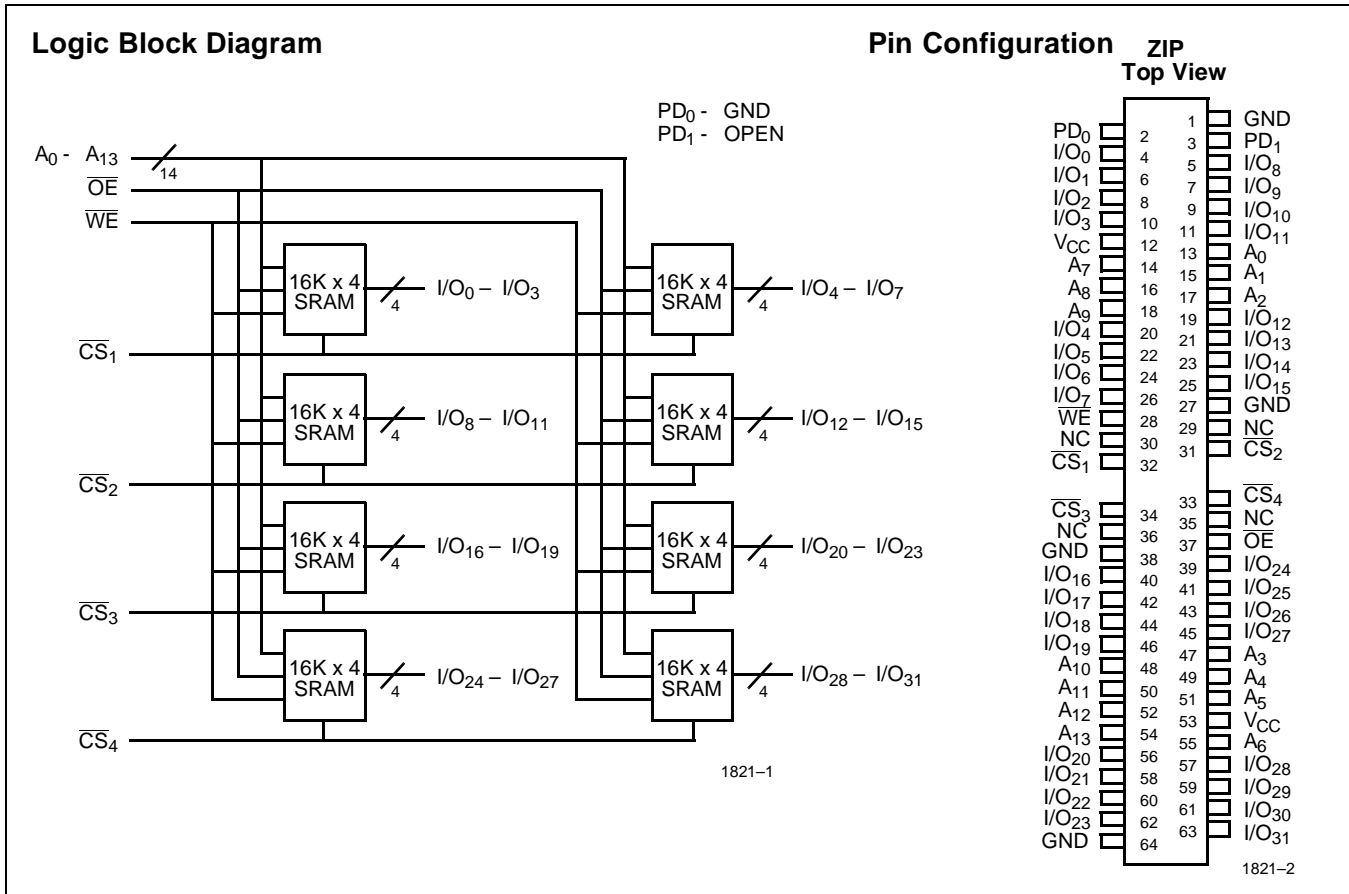 Logic Block Diagram
PD0 - GND
PD1 - OPEN
A0 - A13
14
OE
WE
16K x 4
SRAM
4
I/O0 – I/O3
16K x 4
SRAM
4
I/O4 – I/O7
CS1
16K x 4
SRAM
4
I/O8 – I/O11
16K x 4
SRAM
4
I/O12 – I/O15
CS2
16K x 4
SRAM
4
I/O16 – I/O19
16K x 4
SRAM
4
I/O20 – I/O23
CS3
16K x 4
SRAM
4
I/O24 – I/O27
16K x 4
SRAM
4
I/O28 – I/O31
CS4
1821–1
Pin Configuration
ZIP
Top View
1 GND
PD0 2
3 PD1
I/O0 4
5 I/O8
I/O1 6
7 I/O9
I/O2 8
9 I/O10
I/O3 10
11 I/O11
VCC 12
13 A0
A7 14
15 A1
A8 16
17 A2
A9 18
19 I/O12
I/O4 20
21 I/O13
I/O5 22
23 I/O14
I/O6 24
25 I/O15
I/O7 26
27 GND
WE 28
29 NC
NC 30
31 CS2
CS1 32
33 CS4
CS3 34
35 NC
NC 36
37 OE
GND 38
39 I/O24
I/O16 40
41 I/O25
I/O17 42
43 I/O26
I/O18 44
45 I/O27
I/O19 46
47 A3
A10 48
49 A4
A11 50
51 A5
A12 52
53 VCC
A13 54
55 A6
I/O20 56
57 I/O28
I/O21 58
59 I/O29
I/O22 60
61 I/O30
I/O23 62
63 I/O31
GND 64
1821–2